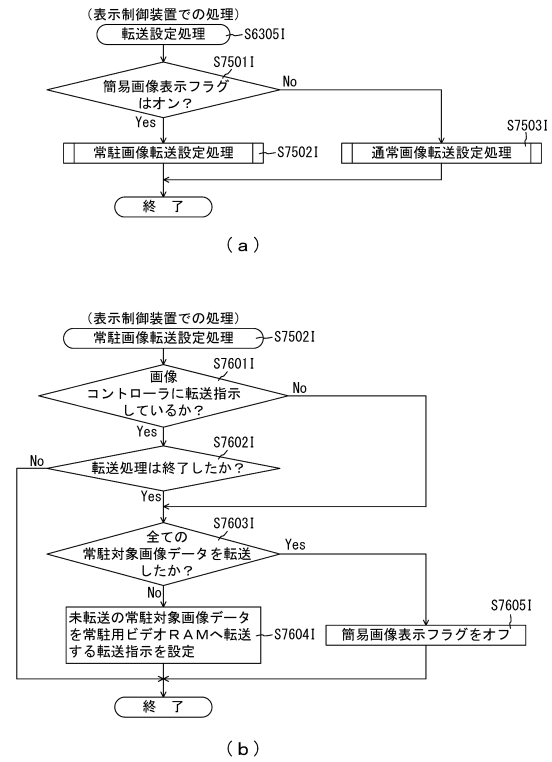 （表示制御装置での処理）
転送設定処理
S6305I
S7501I
簡易画像表示フラグ
はオン？
No
Yes
S7503I
常駐画像転送設定処理
S7502I
通常画像転送設定処理
終 了
（ａ）
（表示制御装置での処理）
常駐画像転送設定処理
S7502I
S7601I
画像
コントローラに転送指示
しているか？
No
Yes
S7602I
No
転送処理は終了したか？
Yes
S7603I
全ての
常駐対象画像データを転送
したか？
Yes
No
S7605I
未転送の常駐対象画像データ
を常駐用ビデオＲＡＭへ転送
する転送指示を設定
S7604I
簡易画像表示フラグをオフ
終 了
（ｂ）